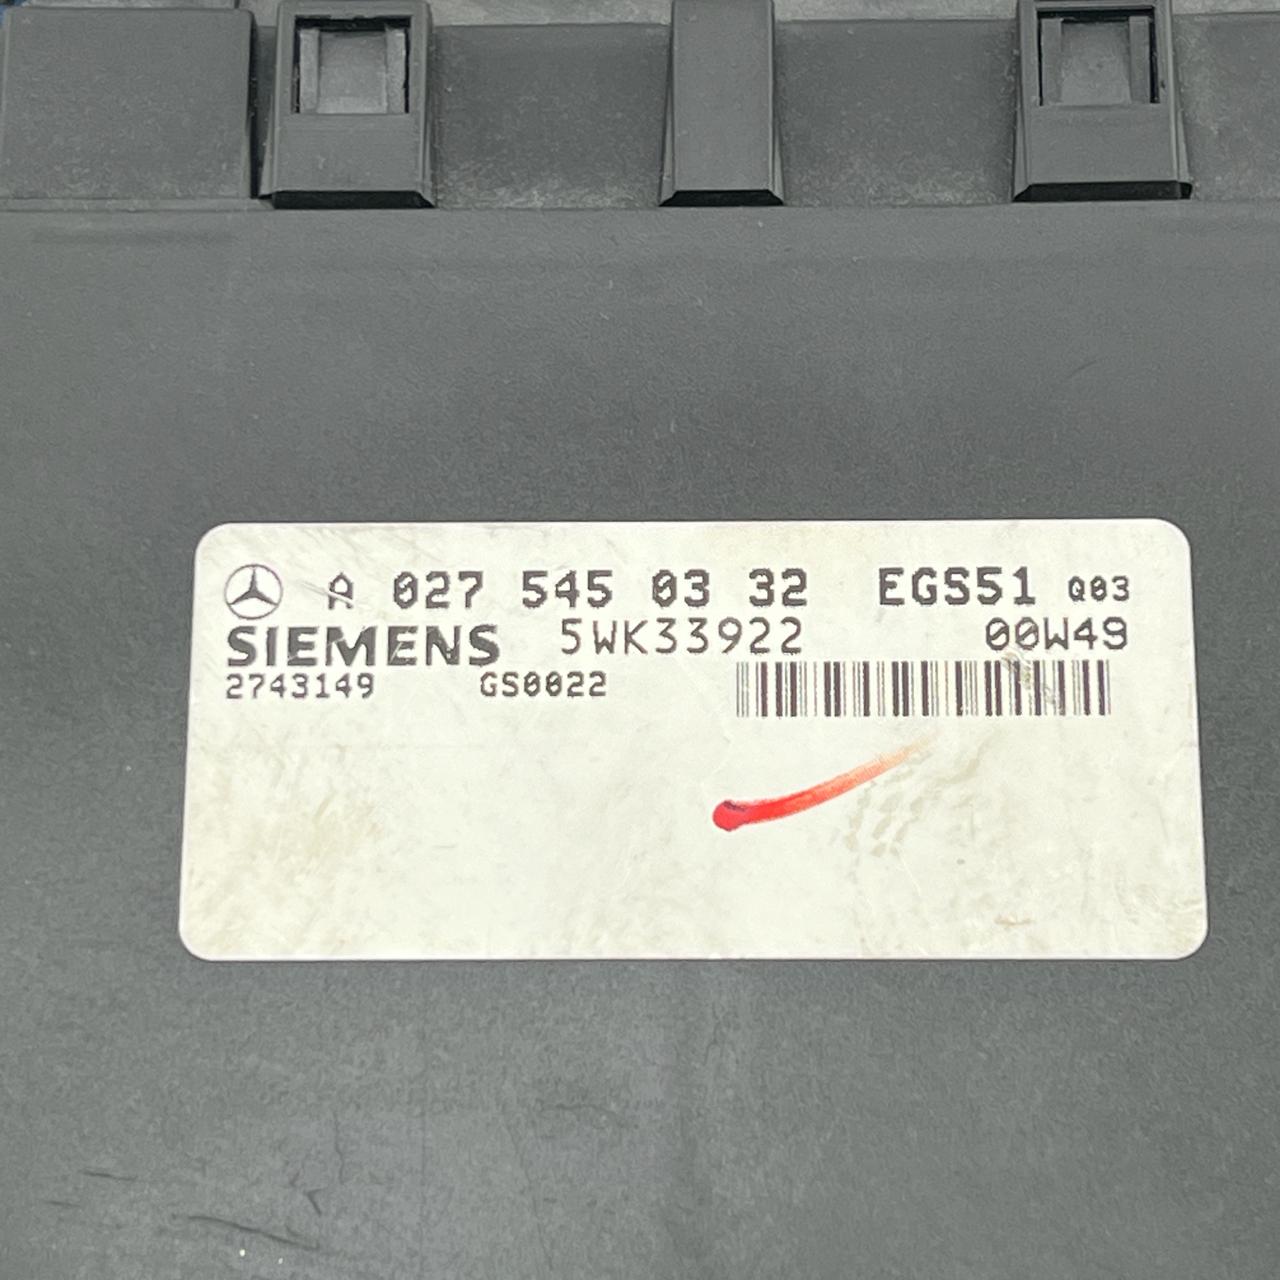 A 027 545 03 32 EGS51 Q03
SIEMENS 5WK33922 00W49
2743149 GS0022